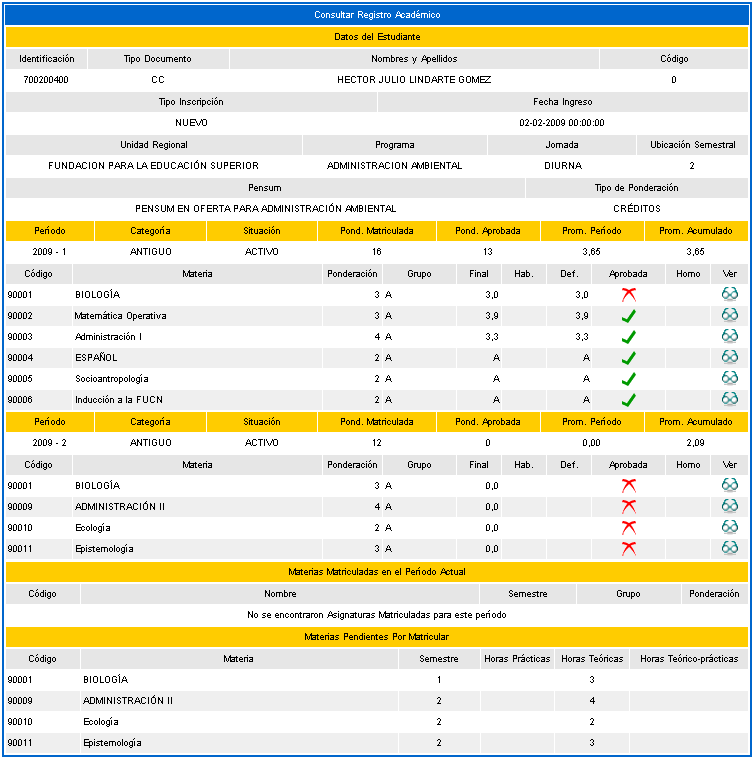 Consultar Registro Académico
Datos del Estudiante
Identificación Tipo Documento Nombres y Apellidos Código
700200400 CC HECTOR JULIO LINDARTE GOMEZ 0
Tipo Inscripción Fecha Ingreso
NUEVO 02-02-2009 00:00:00
Unidad Regional Programa Jornada Ubicación Semestral
FUNDACION PARA LA EDUCACIÓN SUPERIOR ADMINISTRACION AMBIENTAL DIURNA 2
Pensum Tipo de Ponderación
PENSUM EN OFERTA PARA ADMINISTRACIÓN AMBIENTAL CRÉDITOS
Período Categoría Situación Pond. Matriculada Pond. Aprobada Prom. Período Prom. Acumulado
2009 - 1 ANTIGUO ACTIVO 16 13 3,65 3,65
Código Materia Ponderación Grupo Final Hab. Def. Aprobada Homo Ver
90001 BIOLOGÍA 3 A 3,0 3,0
90002 Matemática Operativa 3 A 3,9 3,9
90003 Administración I 4 A 3,3 3,3
90004 ESPAÑOL 2 A A A
90005 Socioantropología 2 A A A
90006 Inducción a la FUCN 2 A A A
Período Categoría Situación Pond. Matriculada Pond. Aprobada Prom. Período Prom. Acumulado
2009 - 2 ANTIGUO ACTIVO 12 0 0,00 2,09
Código Materia Ponderación Grupo Final Hab. Def. Aprobada Homo Ver
90001 BIOLOGÍA 3 A 0,0
90009 ADMINISTRACIÓN II 4 A 0,0
90010 Ecología 2 A 0,0
90011 Epistemología 3 A 0,0
Materias Matriculadas en el Período Actual
Código Nombre Semestre Grupo Ponderación
No se encontraron Asignaturas Matriculadas para este período
Materias Pendientes Por Matricular
Código Materia Semestre Horas Prácticas Horas Teóricas Horas Teórico-prácticas
90001 BIOLOGÍA 1 3
90009 ADMINISTRACIÓN II 2 4
90010 Ecología 2 2
90011 Epistemología 2 3